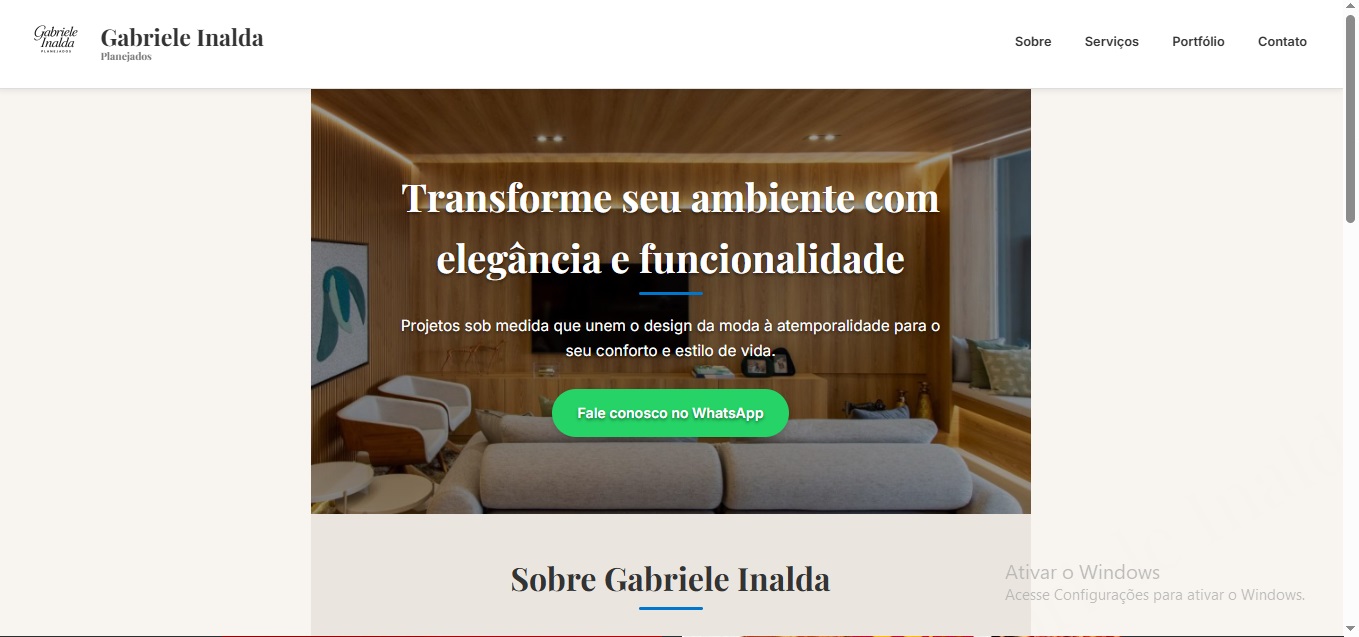 Gabriele
Inalda
PLANEJADOS
Gabriele Inalda
Planejados
Sobre
Serviços
Portfólio
Contato
Transforme seu ambiente com
elegância e funcionalidade
Projetos sob medida que unem o design da moda à atemporalidade para o
seu conforto e estilo de vida.
Fale conosco no WhatsApp
Sobre Gabriele Inalda
Ativar o Windows
Acesse Configurações para ativar o Windows.